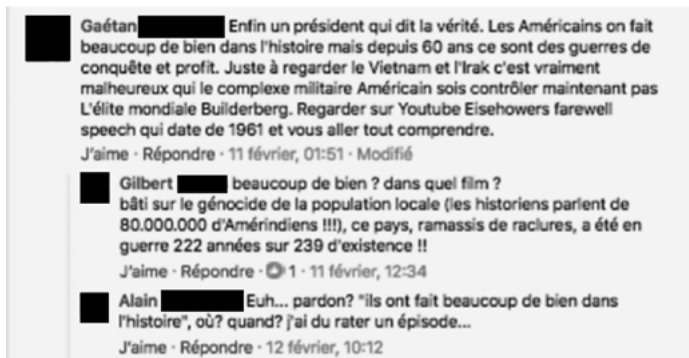 Gaétan Enfin un président qui dit la vérité. Les Américains on fait
beaucoup de bien dans l'histoire mais depuis 60 ans ce sont des guerres de
conquête et profit. Juste à regarder le Vietnam et l'Irak c'est vraiment
malheureux qui le complexe militaire Américain sois contrôler maintenant pas
L'élite mondiale Builderberg. Regarder sur Youtube Eisehowers farewell
speech qui date de 1961 et vous aller tout comprendre.
J'aime · Répondre · 11 février, 01:51 · Modifié
Gilbert beaucoup de bien ? dans quel film ?
bâti sur le génocide de la population locale (les historiens parlent de
80.000.000 d'Amérindiens !!!), ce pays, ramassis de raclures, a été en
guerre 222 années sur 239 d'existence !!
J'aime · Répondre · 1 · 11 février, 12:34
Alain Euh... pardon? "ils ont fait beaucoup de bien dans
l'histoire", où? quand? j'ai du rater un épisode...
J'aime · Répondre · 12 février, 10:12